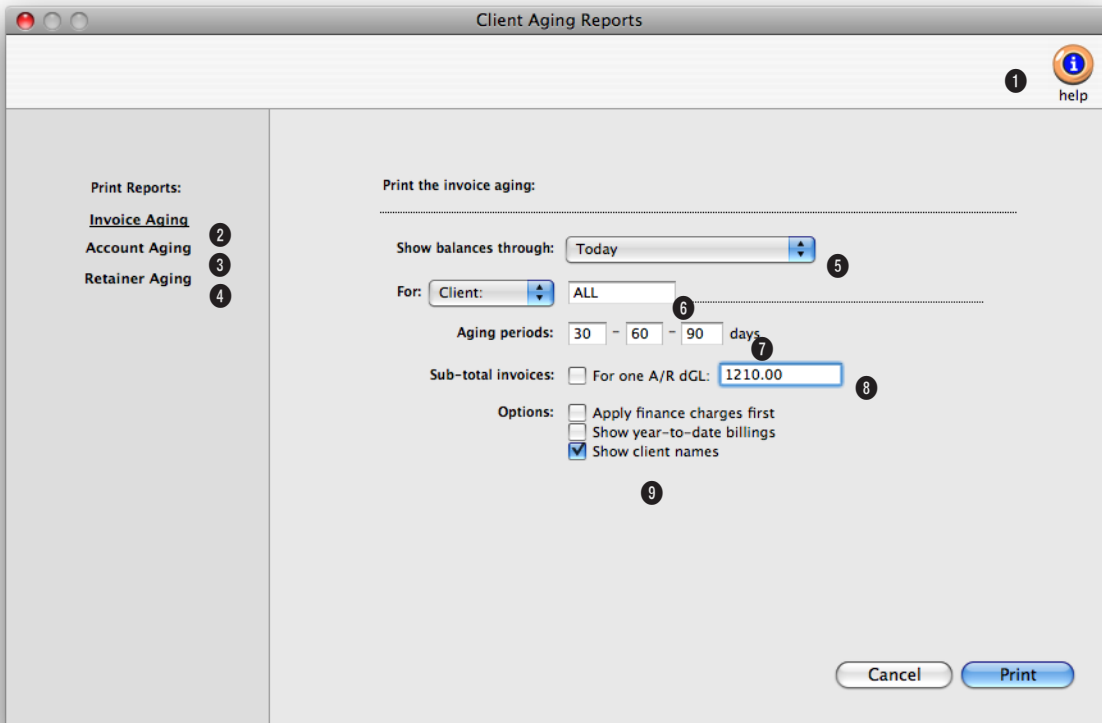 Client Aging Reports
1
help
Print Reports:
Invoice Aging
2
Account Aging
3
Retainer Aging
4
Print the invoice aging:
Show balances through: Today
5
For: Client: ALL
6
Aging periods: 30 - 60 - 90 days
7
Sub-total invoices: For one A/R dGL: 1210.00
8
Options: Apply finance charges first
Show year-to-date billings
Show client names
9
Cancel Print